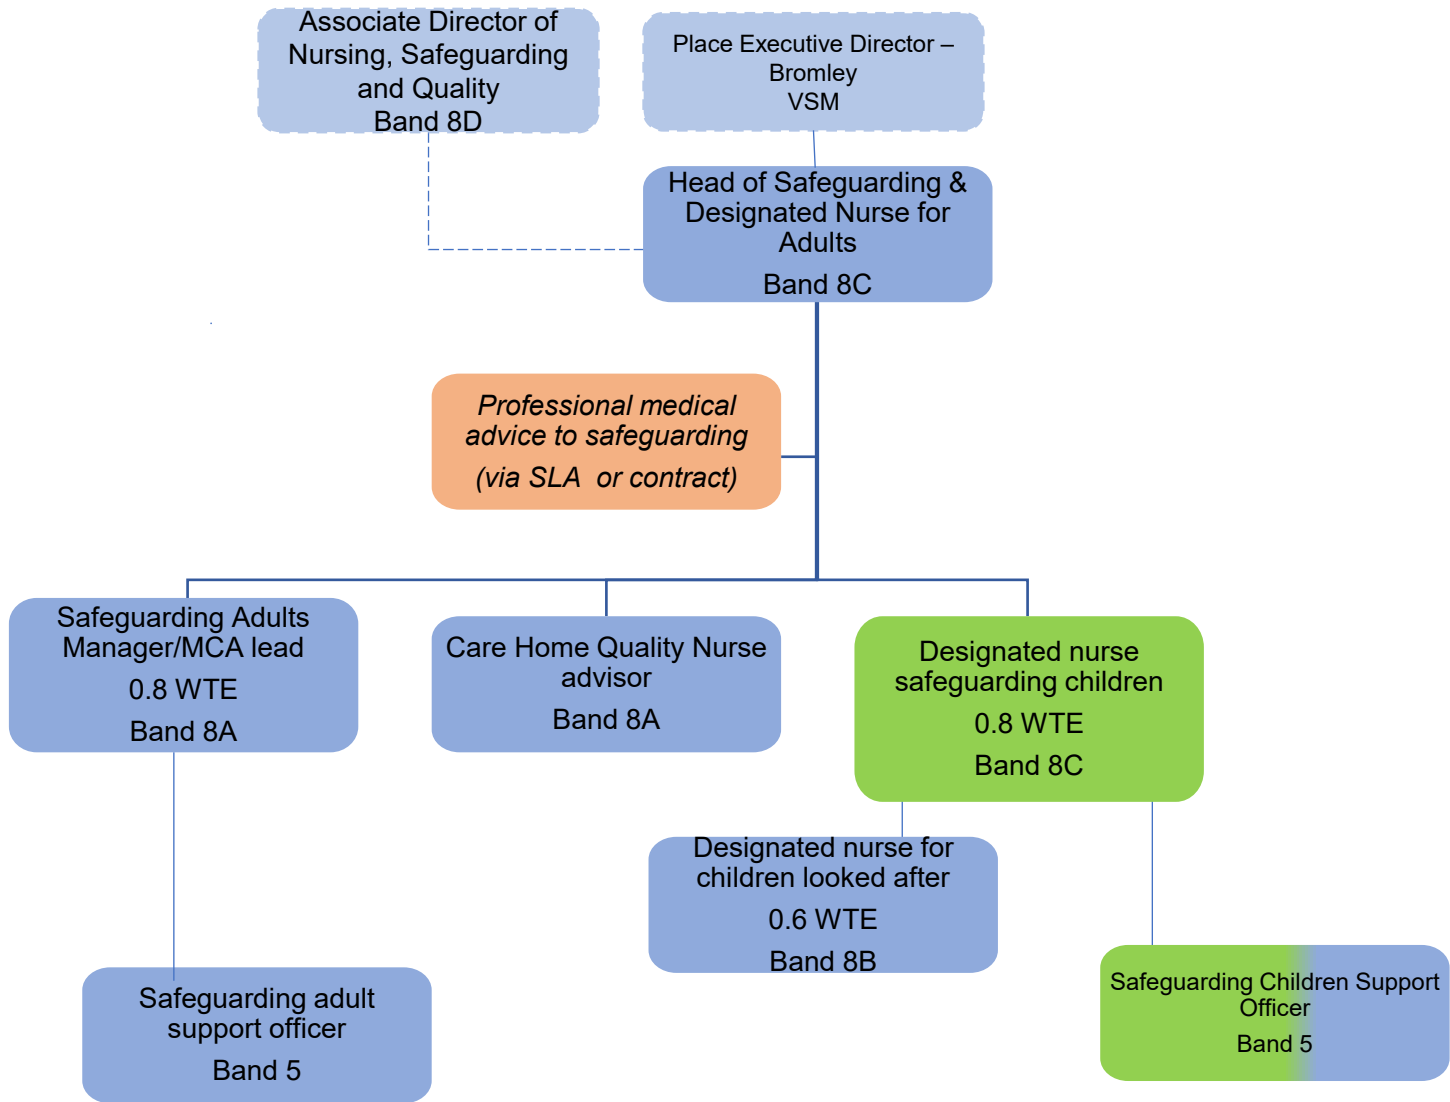 Associate Director of
Nursing, Safeguarding
and Quality
Band 8D
Place Executive Director –
Bromley
VSM
Head of Safeguarding &
Designated Nurse for
Adults
Band 8C
Professional medical
advice to safeguarding
(via SLA or contract)
Safeguarding Adults
Manager/MCA lead
0.8 WTE
Band 8A
Care Home Quality Nurse
advisor
Band 8A
Designated nurse
safeguarding children
0.8 WTE
Band 8C
Designated nurse for
children looked after
0.6 WTE
Band 8B
Safeguarding adult
support officer
Band 5
Safeguarding Children Support
Officer
Band 5